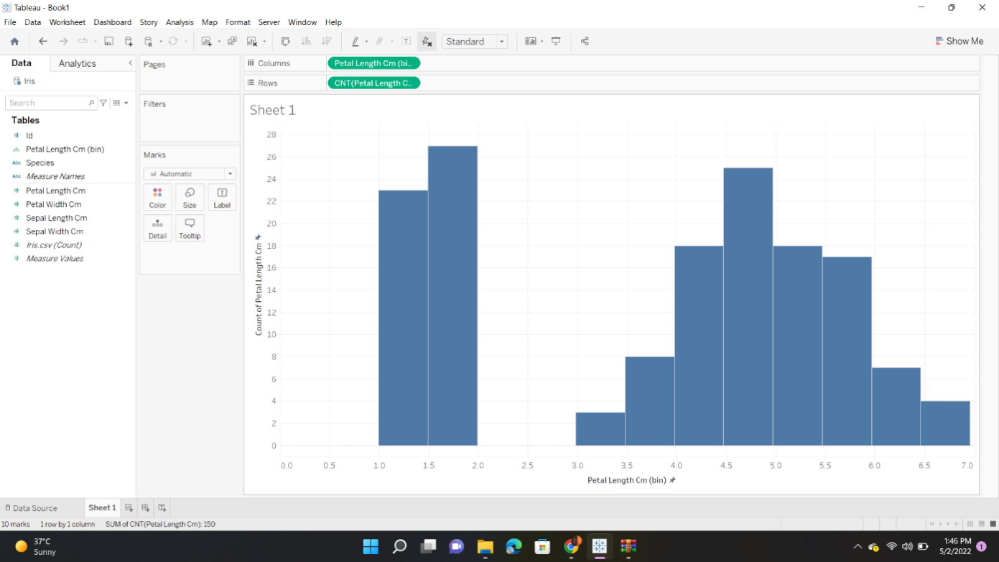 Tableau - Book1
File Data Worksheet Dashboard Story Analysis Map Format Server Window Help
Standard
Show Me
Data Analytics
Iris
Search
Tables
# Id
Petal Length Cm (bin)
Abc Species
Abc Measure Names
# Petal Length Cm
# Petal Width Cm
# Sepal Length Cm
# Sepal Width Cm
# Iris.csv (Count)
# Measure Values
Pages
Filters
Marks
Automatic
Color Size Label
Detail Tooltip
Columns Petal Length Cm (bi..
Rows CNT(Petal Length C..
Sheet 1
28
26
24
22
20
18
16
14
12
10
8
6
4
2
0
Count of Petal Length Cm
0.0 0.5 1.0 1.5 2.0 2.5 3.0 3.5 4.0 4.5 5.0 5.5 6.0 6.5 7.0
Petal Length Cm (bin)
Data Source Sheet 1
10 marks 1 row by 1 column SUM of CNT(Petal Length Cm): 150
37°C
Sunny
1:46 PM
5/2/2022
1